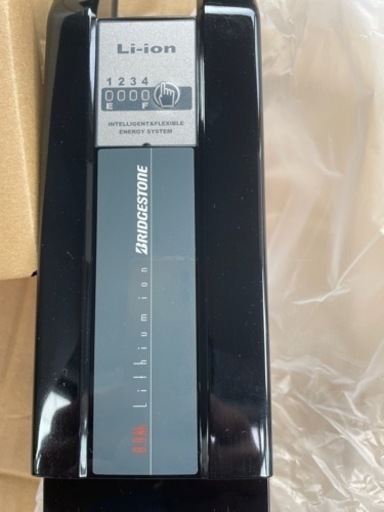 Li-ion
1 2 3 4
E F
INTELLIGENT&FLEXIBLE
ENERGY SYSTEM
BRIDGESTONE
Lithium ion